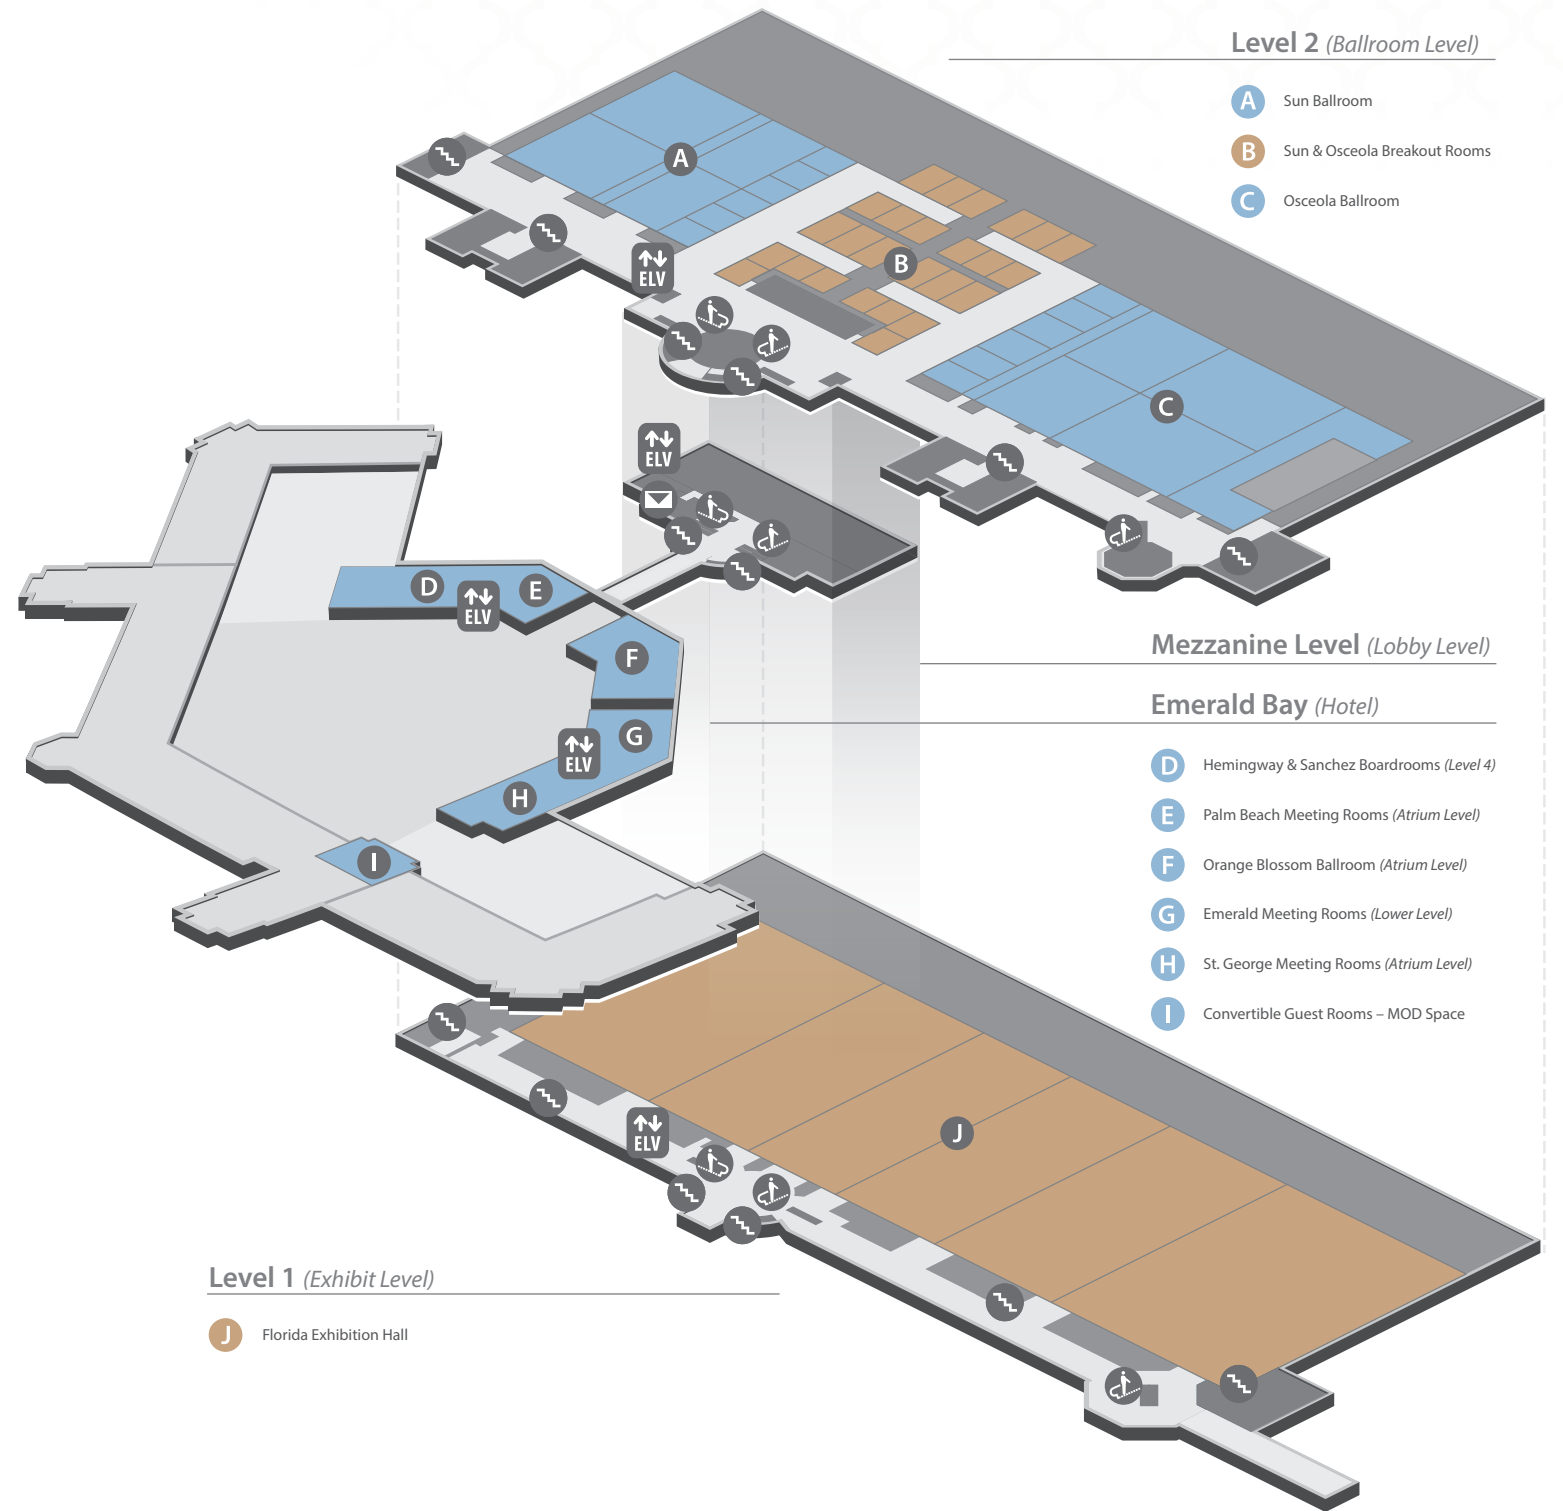 Level 2 (Ballroom Level)
A Sun Ballroom
B Sun & Osceola Breakout Rooms
C Osceola Ballroom
A
B
ELV
C
ELV
D
E
ELV
F
G
ELV
H
I
Mezzanine Level (Lobby Level)
Emerald Bay (Hotel)
D Hemingway & Sanchez Boardrooms (Level 4)
E Palm Beach Meeting Rooms (Atrium Level)
F Orange Blossom Ballroom (Atrium Level)
G Emerald Meeting Rooms (Lower Level)
H St. George Meeting Rooms (Atrium Level)
I Convertible Guest Rooms – MOD Space
ELV
J
Level 1 (Exhibit Level)
J Florida Exhibition Hall